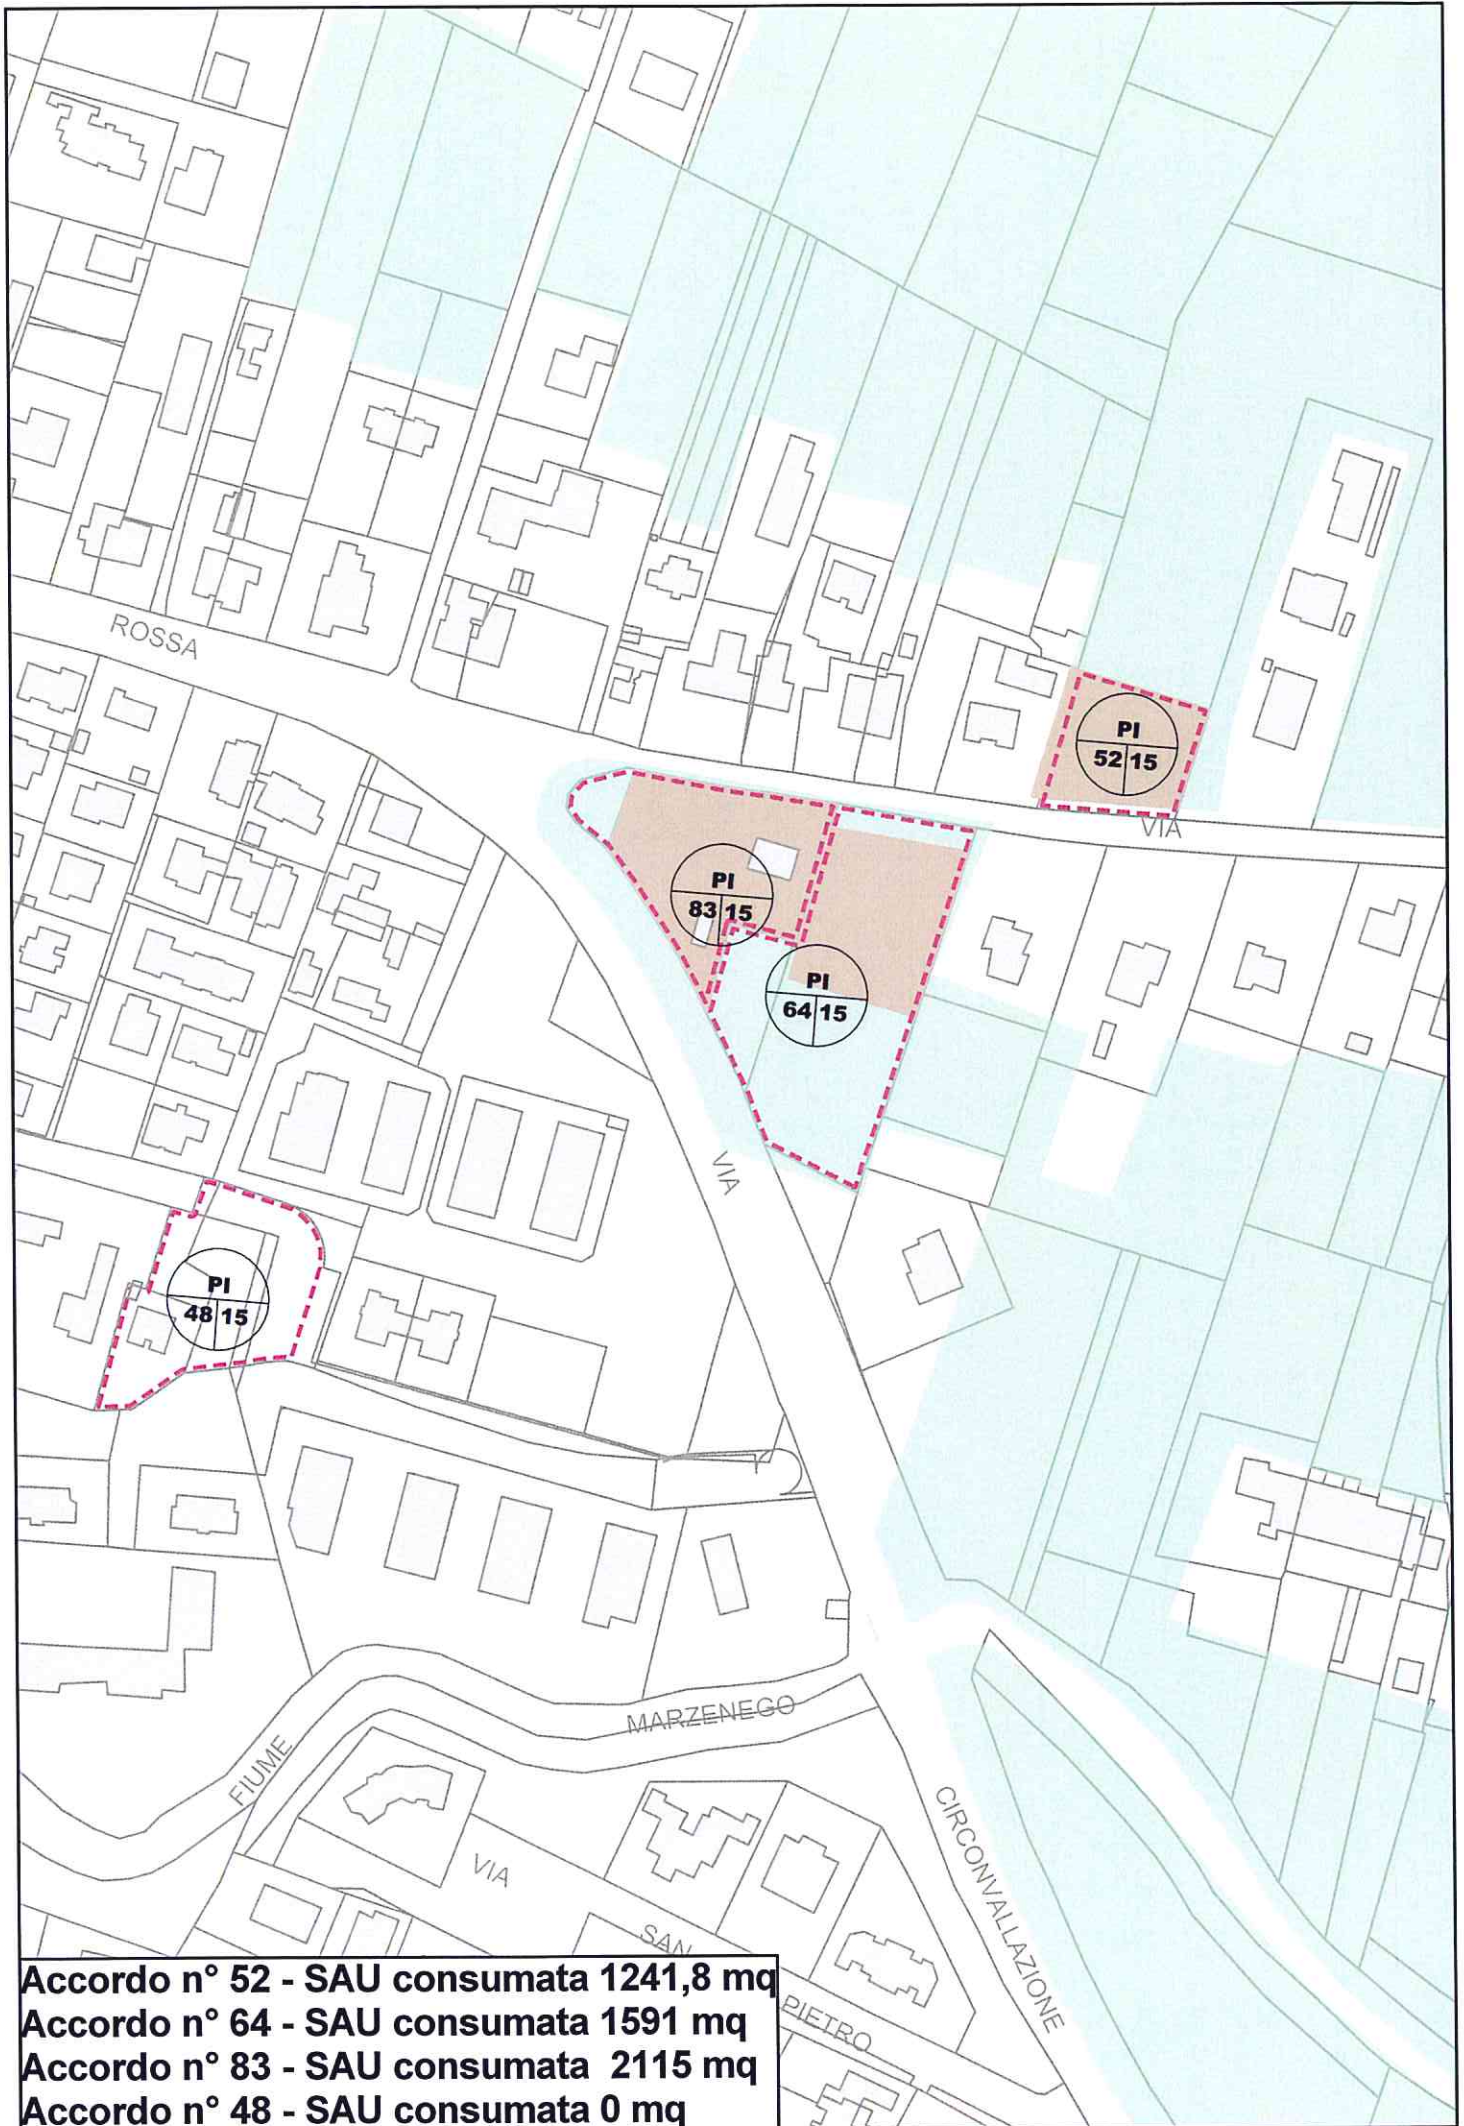 ROSSA
PI
52 15
VIA
PI
83 15
PI
64 15
VIA
PI
48 15
MARZENEGO
FIUME
VIA
CIRCONVALLAZIONE
SAN
PIETRO
Accordo n° 52 - SAU consumata 1241,8 mq
Accordo n° 64 - SAU consumata 1591 mq
Accordo n° 83 - SAU consumata 2115 mq
Accordo n° 48 - SAU consumata 0 mq